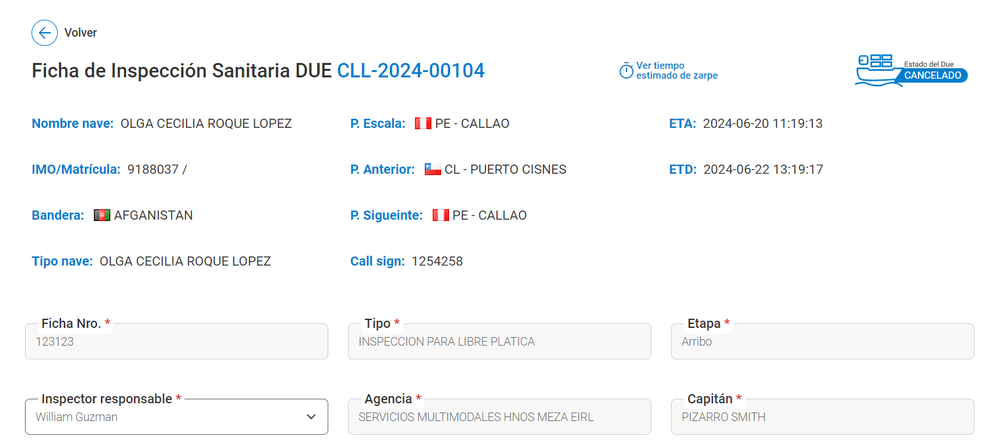 Volver
Ficha de Inspección Sanitaria DUE CLL-2024-00104
Ver tiempo
estimado de zarpe
Estado del Due
CANCELADO
Nombre nave: OLGA CECILIA ROQUE LOPEZ
P. Escala: PE - CALLAO
ETA: 2024-06-20 11:19:13
IMO/Matrícula: 9188037 /
P. Anterior: CL - PUERTO CISNES
ETD: 2024-06-22 13:19:17
Bandera: AFGANISTAN
P. Sigueinte: PE - CALLAO
Tipo nave: OLGA CECILIA ROQUE LOPEZ
Call sign: 1254258
Ficha Nro. *
123123
Tipo *
INSPECCION PARA LIBRE PLATICA
Etapa *
Arribo
Inspector responsable *
William Guzman
Agencia *
SERVICIOS MULTIMODALES HNOS MEZA EIRL
Capitán *
PIZARRO SMITH